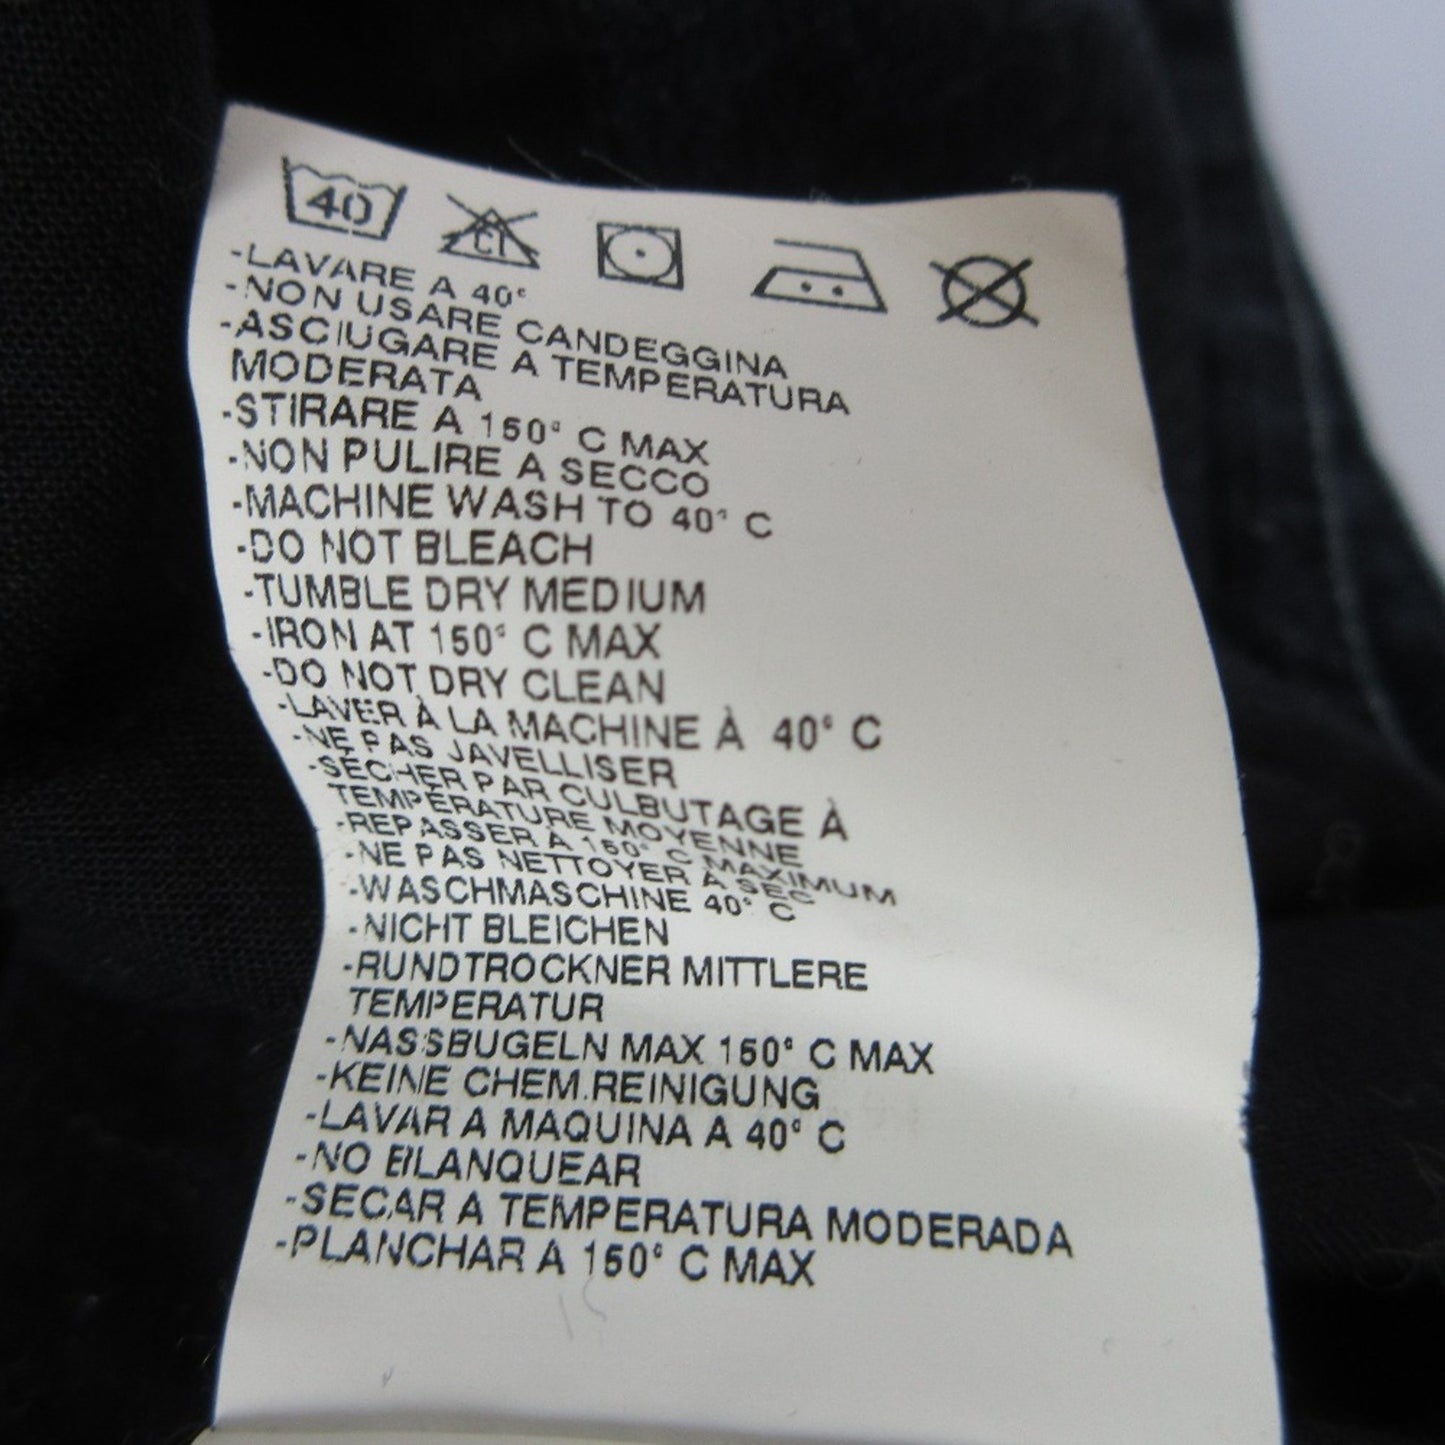 40
Cl
-LAVARE A 40°
-NON USARE CANDEGGINA
-ASCIUGARE A TEMPERATURA
MODERATA
-STIRARE A 150° C MAX
-NON PULIRE A SECCO
-MACHINE WASH TO 40° C
-DO NOT BLEACH
-TUMBLE DRY MEDIUM
-IRON AT 150° C MAX
-DO NOT DRY CLEAN
-LAVER À LA MACHINE À 40° C
-NE PAS JAVELLISER
-SÉCHER PAR CULBUTAGE À
TEMPÉRATURE MOYENNE
-REPASSER À 150° C MAXIMUM
-NE PAS NETTOYER À SEC
-WASCHMASCHINE 40° C
-NICHT BLEICHEN
-RUNDTROCKNER MITTLERE
TEMPERATUR
-NASSBUGELN MAX 150° C MAX
-KEINE CHEM.REINIGUNG
-LAVAR A MAQUINA A 40° C
-NO BLANQUEAR
-SECAR A TEMPERATURA MODERADA
-PLANCHAR A 150° C MAX